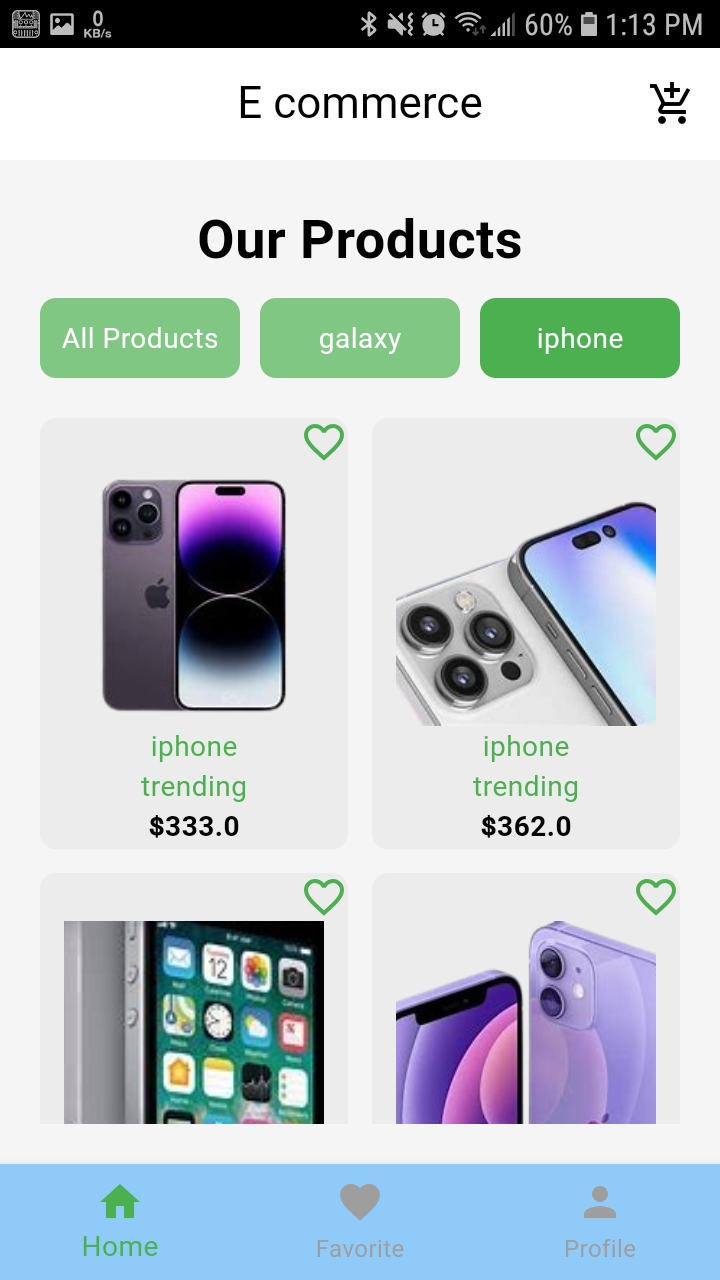 0
KB/s
60%
1:13 PM
E commerce
Our Products
All Products
galaxy
iphone
iphone
trending
$333.0
iphone
trending
$362.0
12
Home
Favorite
Profile